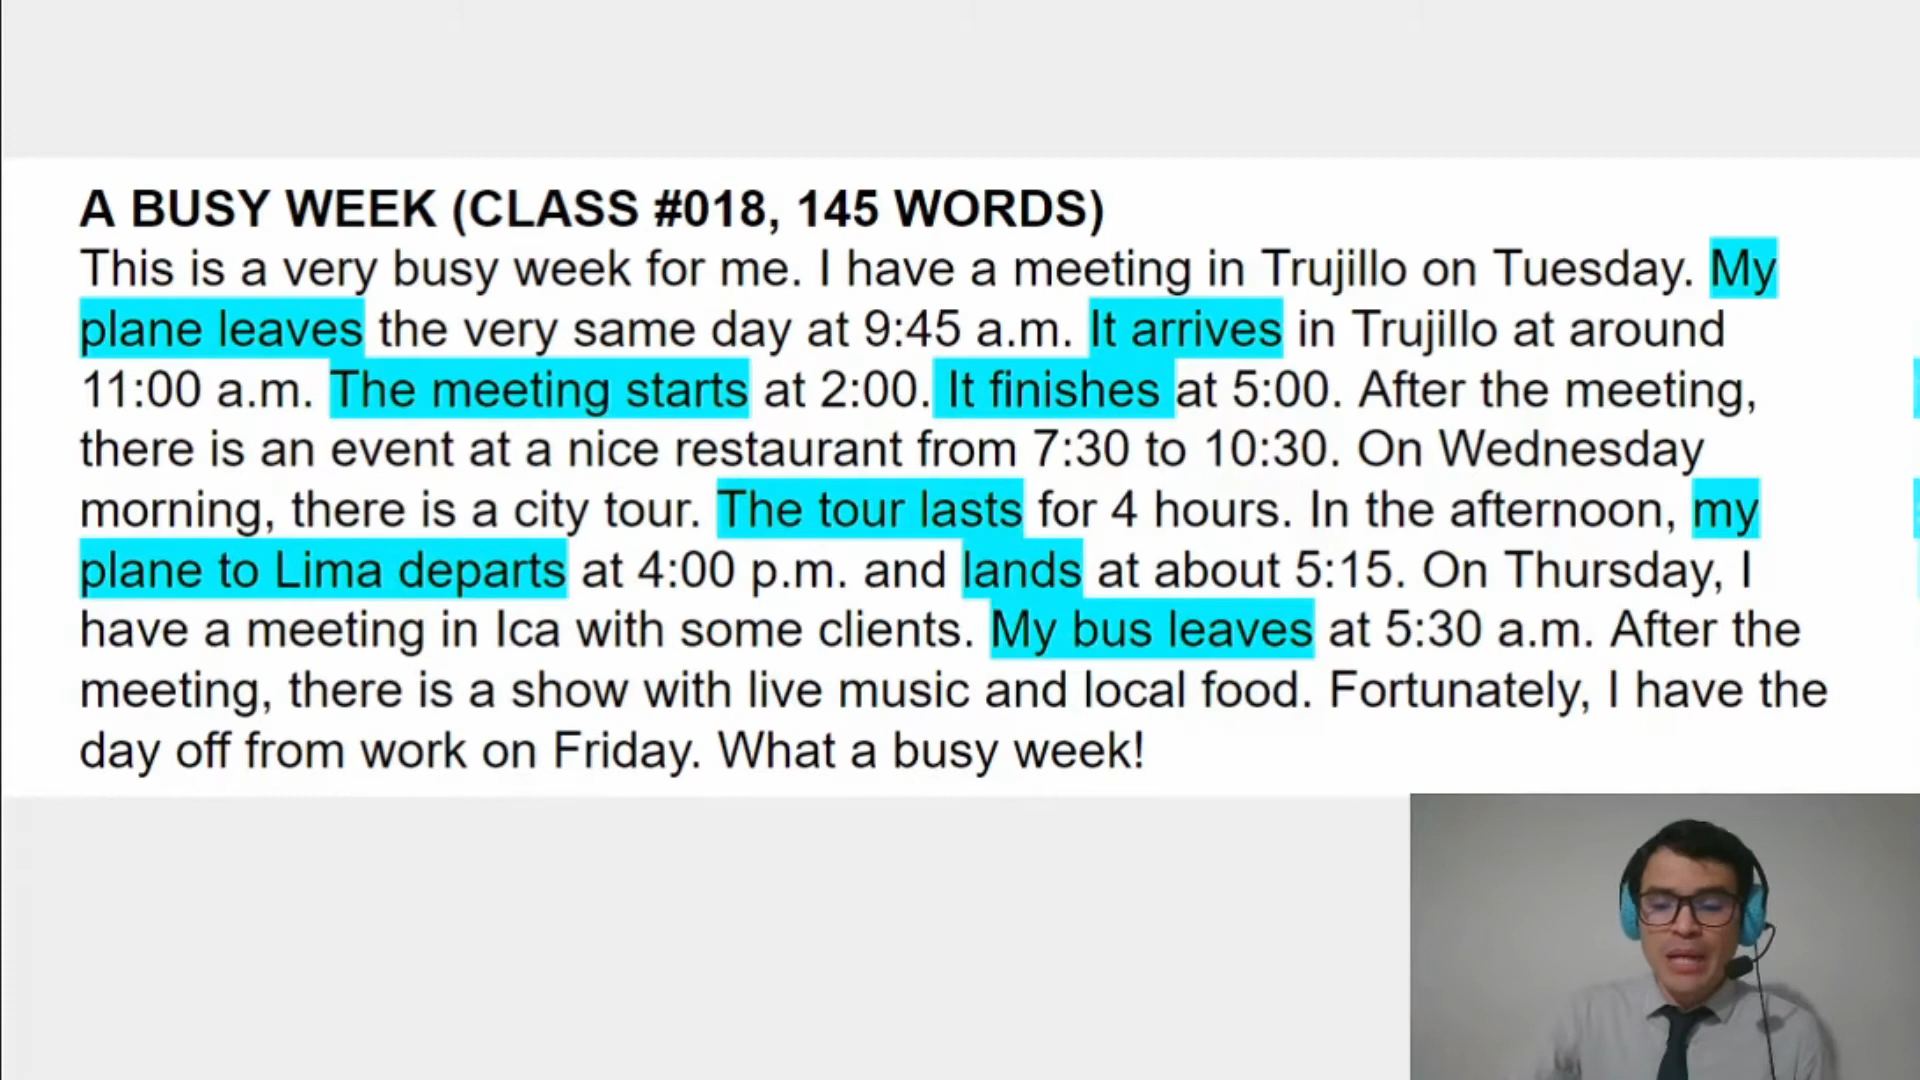 A BUSY WEEK (CLASS #018, 145 WORDS)
This is a very busy week for me. I have a meeting in Trujillo on Tuesday. My
plane leaves the very same day at 9:45 a.m. It arrives in Trujillo at around
11:00 a.m. The meeting starts at 2:00. It finishes at 5:00. After the meeting,
there is an event at a nice restaurant from 7:30 to 10:30. On Wednesday
morning, there is a city tour. The tour lasts for 4 hours. In the afternoon, my
plane to Lima departs at 4:00 p.m. and lands at about 5:15. On Thursday, I
have a meeting in Ica with some clients. My bus leaves at 5:30 a.m. After the
meeting, there is a show with live music and local food. Fortunately, I have the
day off from work on Friday. What a busy week!